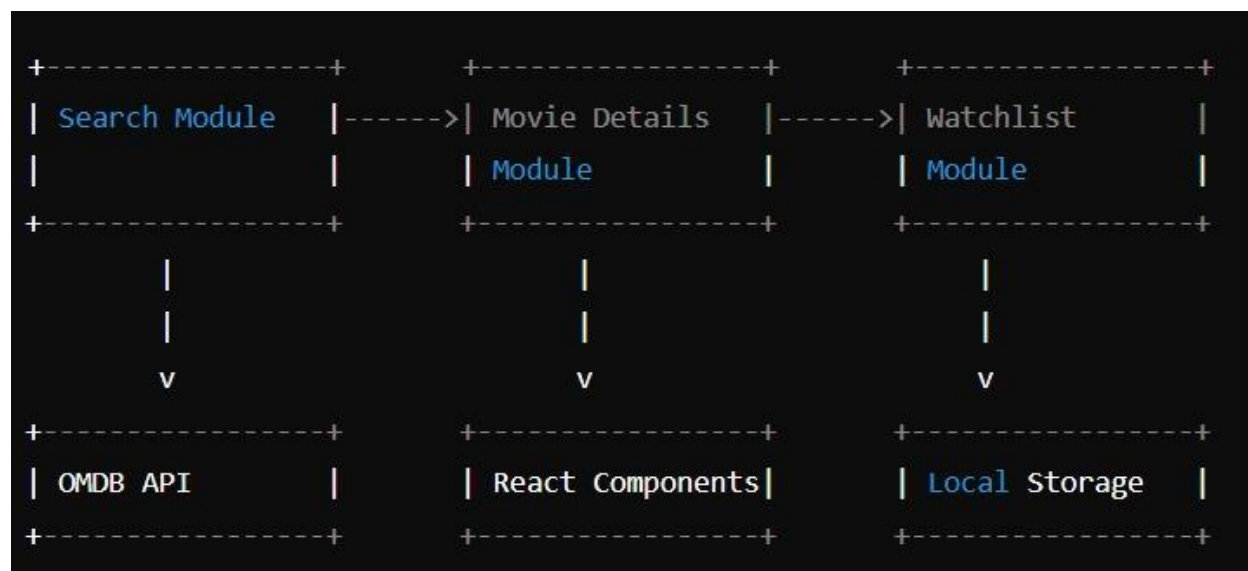 +-----------------+       +-----------------+       +-----------------+
| Search Module   |------>| Movie Details   |------>| Watchlist       |
|                 |       | Module          |       | Module          |
+-----------------+       +-----------------+       +-----------------+
        |                         |                        |
        |                         |                        |
        v                         v                        v
+-----------------+       +-----------------+       +-----------------+
| OMDB API        |       | React Components|       | Local Storage   |
+-----------------+       +-----------------+       +-----------------+